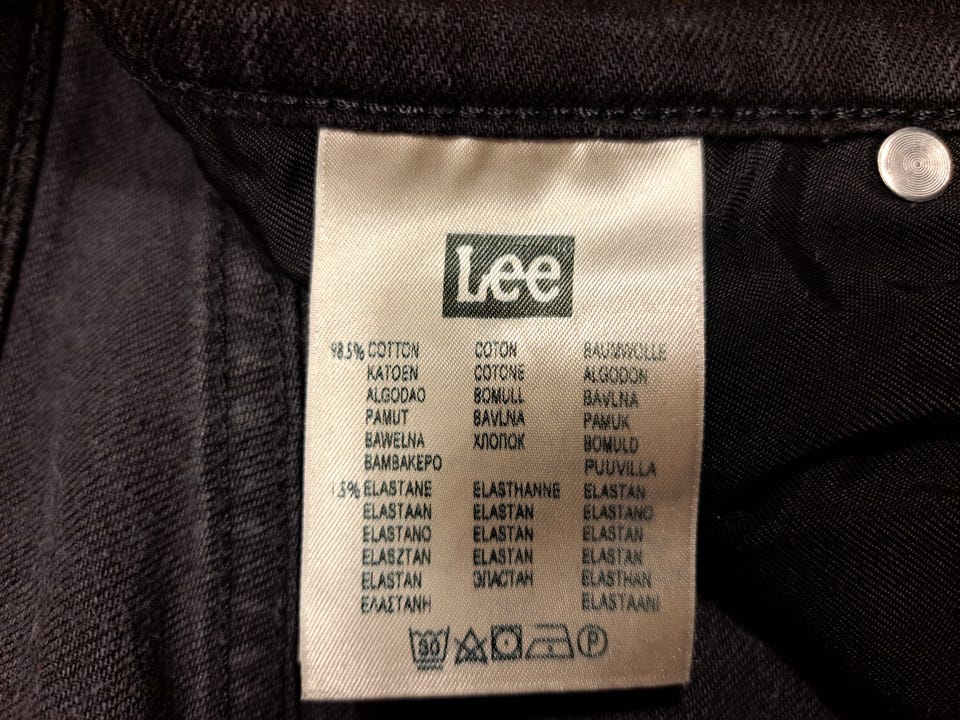 Lee
98.5% COTTON COTON BAUMWOLLE
KATOEN COTONE ALGODON
ALGODAO BOMULL BAVLNA
PAMUT BAVLNA PAMUK
BAWEŁNA ХЛОПОК BOMULD
BAMBAKEPO PUUVILLA
1.5% ELASTANE ELASTHANNE ELASTAN
ELASTAAN ELASTAN ELASTANO
ELASTANO ELASTAN ELASTAN
ELASZTAN ELASTAN ELASTAN
ELASTAN ЭЛАСТАН ELASTHAN
ΕΛΑΣΤΑΝΗ ELASTAANI
30 P